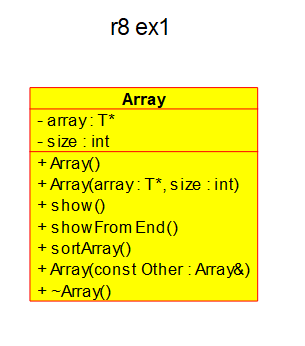 r8 ex1
Array
- array : T*
- size : int
+ Array()
+ Array(array : T*, size : int)
+ show()
+ showFromEnd()
+ sortArray()
+ Array(const Other : Array&)
+ ~Array()